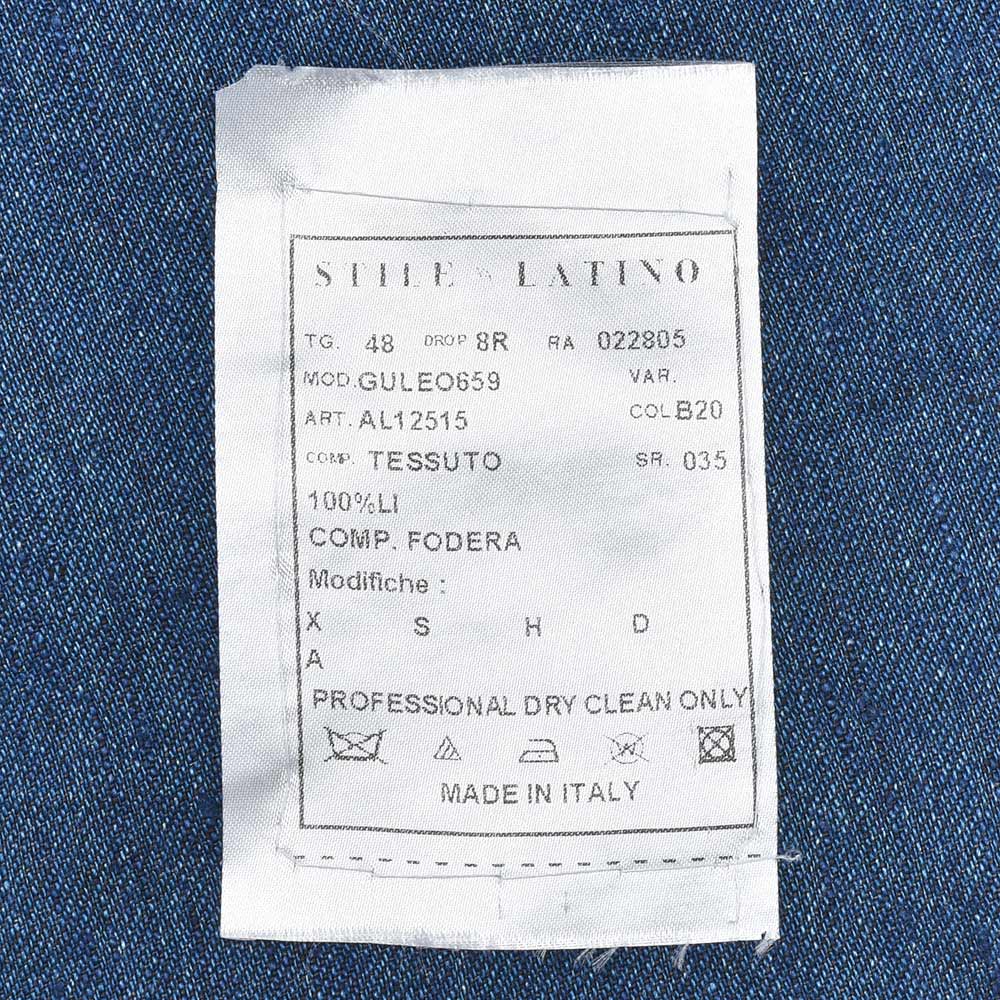 STILE LATINO
TG. 48 DROP 8R RA 022805
MOD.GULEO659 VAR.
ART.AL12515 COL B20
COMP. TESSUTO SR. 035
100%LI
COMP. FODERA
Modifiche :
X S H D
A
PROFESSIONAL DRY CLEAN ONLY
MADE IN ITALY